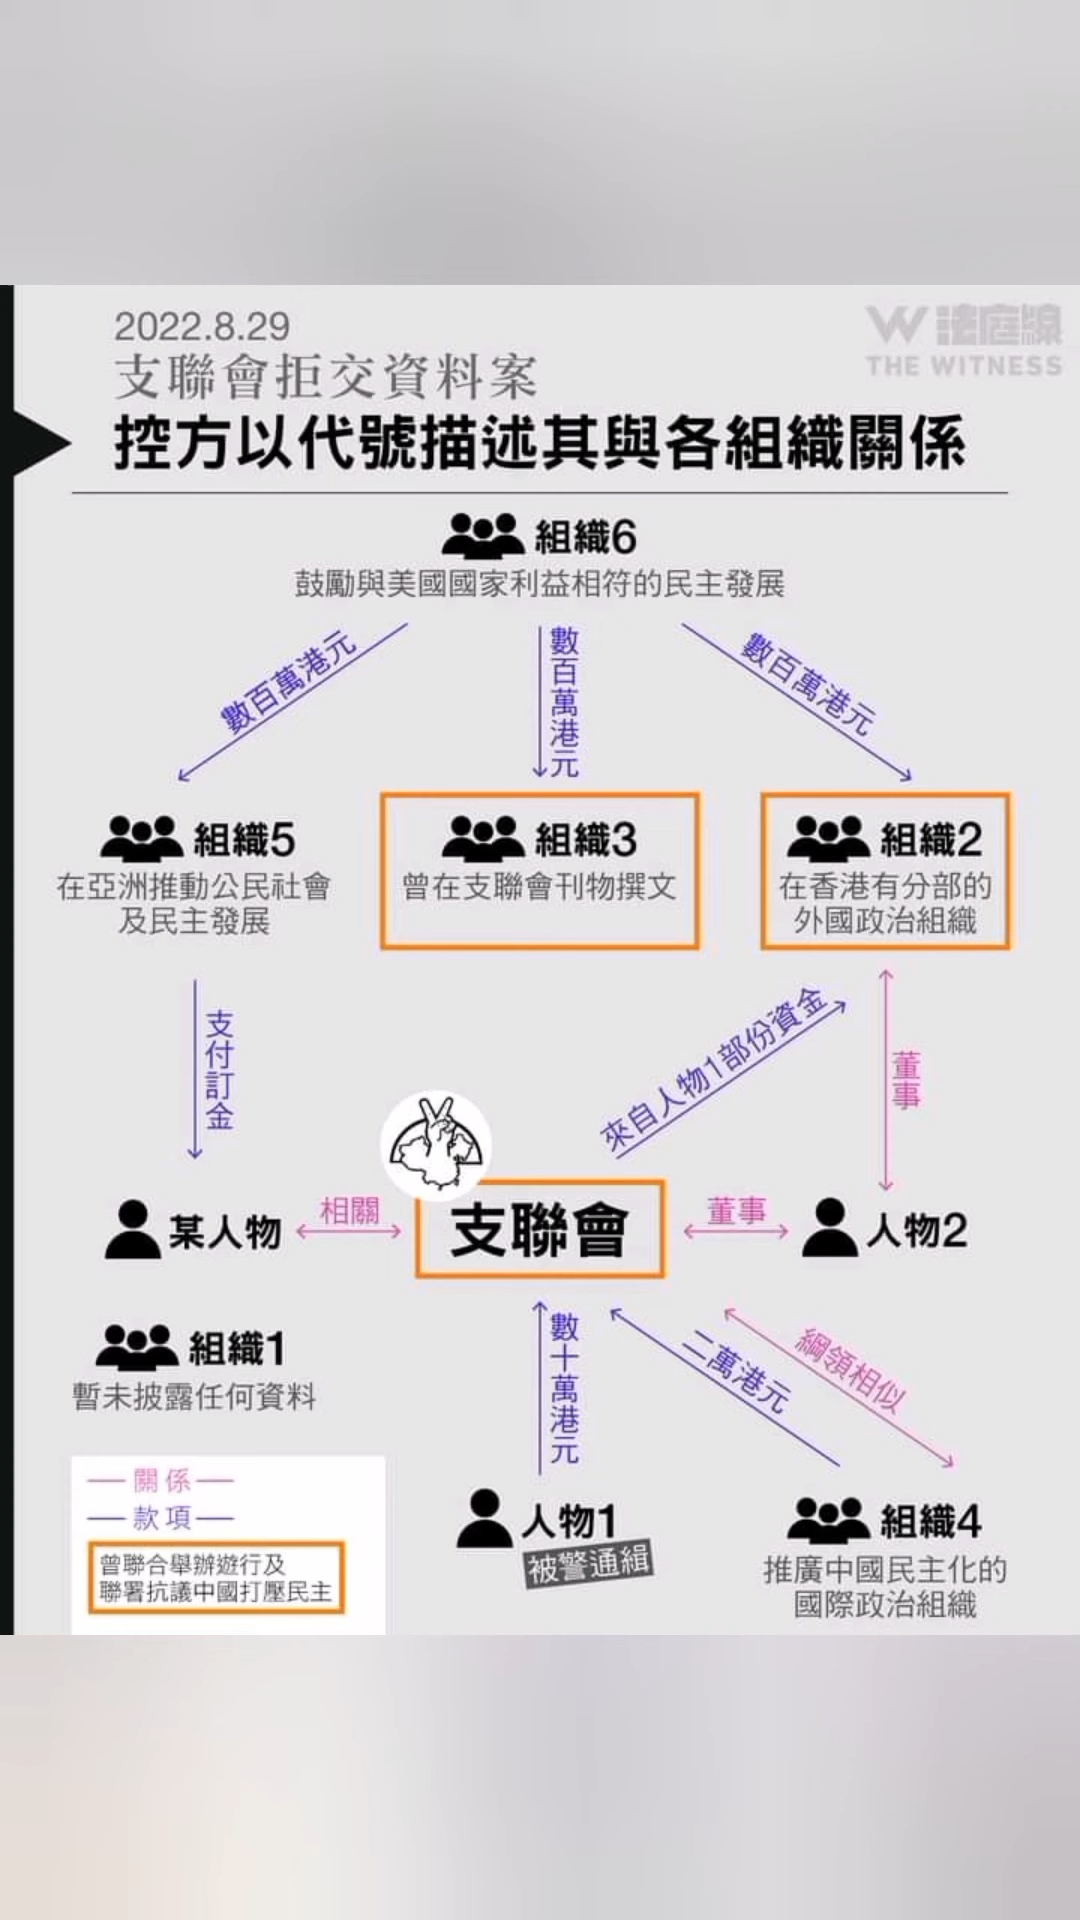 2022.8.29
支聯會拒交資料案
控方以代號描述其與各組織關係
W 法庭線
THE WITNESS
組織6
鼓勵與美國國家利益相符的民主發展
數百萬港元
數百萬港元
數百萬港元
組織5
在亞洲推動公民社會
及民主發展
組織3
曾在支聯會刊物撰文
組織2
在香港有分部的
外國政治組織
支付訂金
來自人物1部份資金
董事
某人物
相關
支聯會
董事
人物2
組織1
暫未披露任何資料
數十萬港元
二萬港元
綱領相似
關係
款項
曾聯合舉辦遊行及
聯署抗議中國打壓民主
人物1
被警通緝
組織4
推廣中國民主化的
國際政治組織